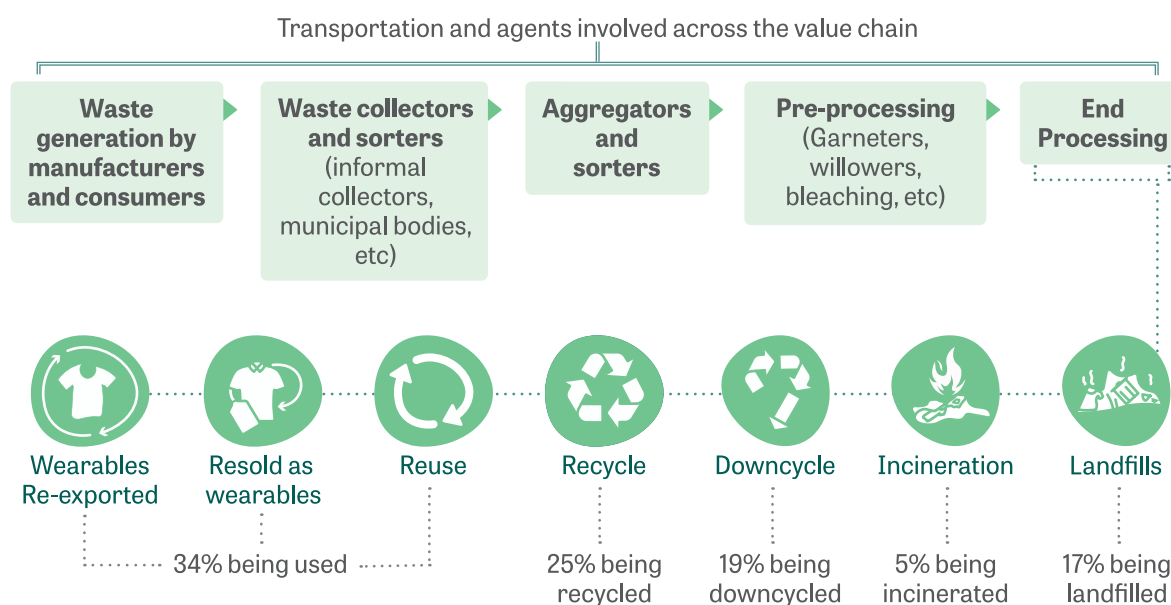 Transportation and agents involved across the value chain
Waste
generation by
manufacturers
and consumers
Waste collectors
and sorters
(informal
collectors,
municipal bodies,
etc)
Aggregators
and
sorters
Pre-processing
(Garneters,
willowers,
bleaching, etc)
End
Processing
Wearables
Re-exported
Resold as
wearables
Reuse
Recycle
Downcycle
Incineration
Landfills
34% being used
25% being
recycled
19% being
downcycled
5% being
incinerated
17% being
landfilled